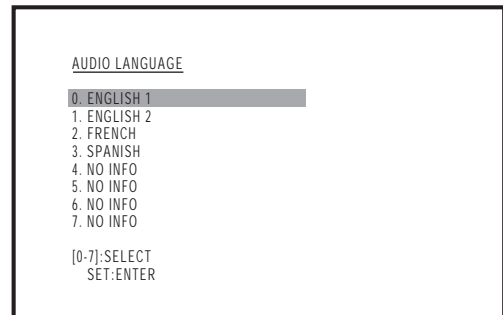 AUDIO LANGUAGE
0. ENGLISH 1
1. ENGLISH 2
2. FRENCH
3. SPANISH
4. NO INFO
5. NO INFO
6. NO INFO
7. NO INFO
[0-7]:SELECT
SET:ENTER